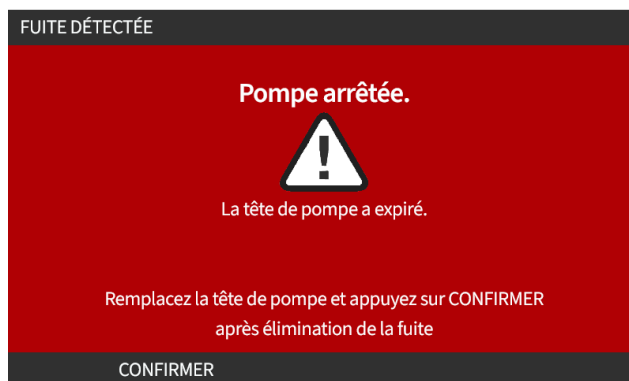 FUITE DÉTECTÉE
Pompe arrêtée.
!
La tête de pompe a expiré.
Remplacez la tête de pompe et appuyez sur CONFIRMER
après élimination de la fuite
CONFIRMER